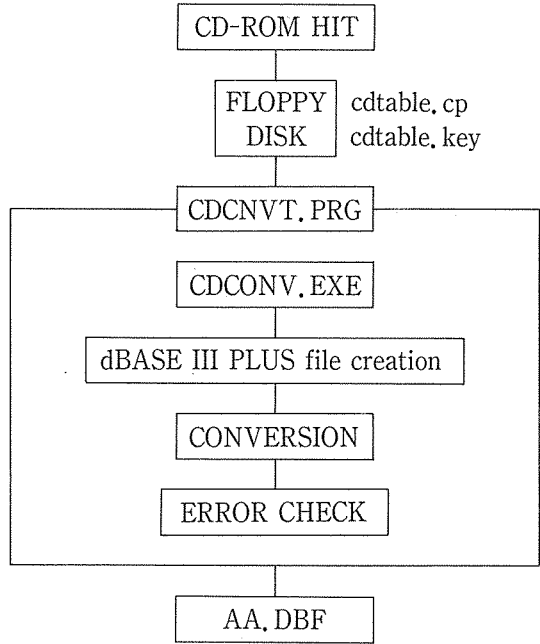 CD-ROM HIT
FLOPPY
DISK
cdtable.cp
cdtable.key
CDCNVT.PRG
CDCONV.EXE
dBASE III PLUS file creation
CONVERSION
ERROR CHECK
AA.DBF